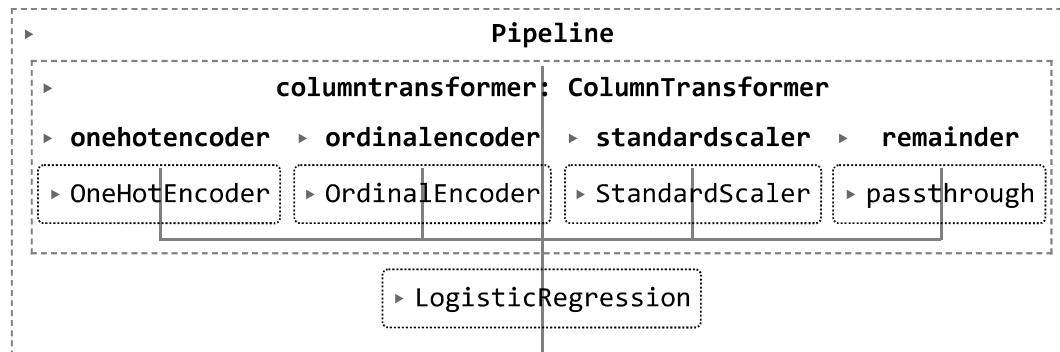 Pipeline
columntransformer: ColumnTransformer
onehotencoder ordinalencoder standardscaler remainder
OneHotEncoder OrdinalEncoder StandardScaler passthrough
LogisticRegression